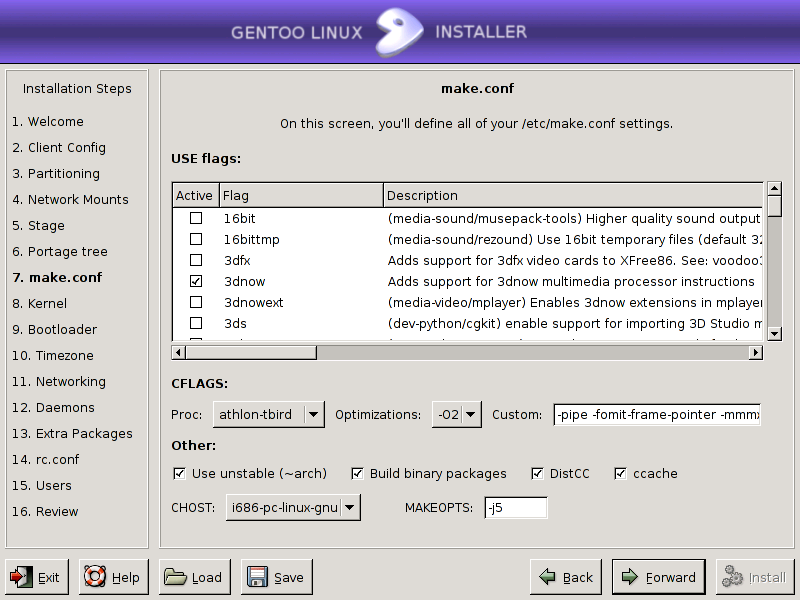 GENTOO LINUX INSTALLER
Installation Steps
1. Welcome
2. Client Config
3. Partitioning
4. Network Mounts
5. Stage
6. Portage tree
7. make.conf
8. Kernel
9. Bootloader
10. Timezone
11. Networking
12. Daemons
13. Extra Packages
14. rc.conf
15. Users
16. Review
make.conf
On this screen, you'll define all of your /etc/make.conf settings.
USE flags:
Active Flag Description
16bit (media-sound/musepack-tools) Higher quality sound output
16bittmp (media-sound/rezound) Use 16bit temporary files (default 32
3dfx Adds support for 3dfx video cards to XFree86. See: voodoo3
3dnow Adds support for 3dnow multimedia processor instructions
3dnowext (media-video/mplayer) Enables 3dnow extensions in mplayer
3ds (dev-python/cgkit) enable support for importing 3D Studio m
CFLAGS:
Proc: athlon-tbird Optimizations: -O2 Custom: -pipe -fomit-frame-pointer -mmmx
Other:
Use unstable (~arch) Build binary packages DistCC ccache
CHOST: i686-pc-linux-gnu MAKEOPTS: -j5
Exit Help Load Save Back Forward Install